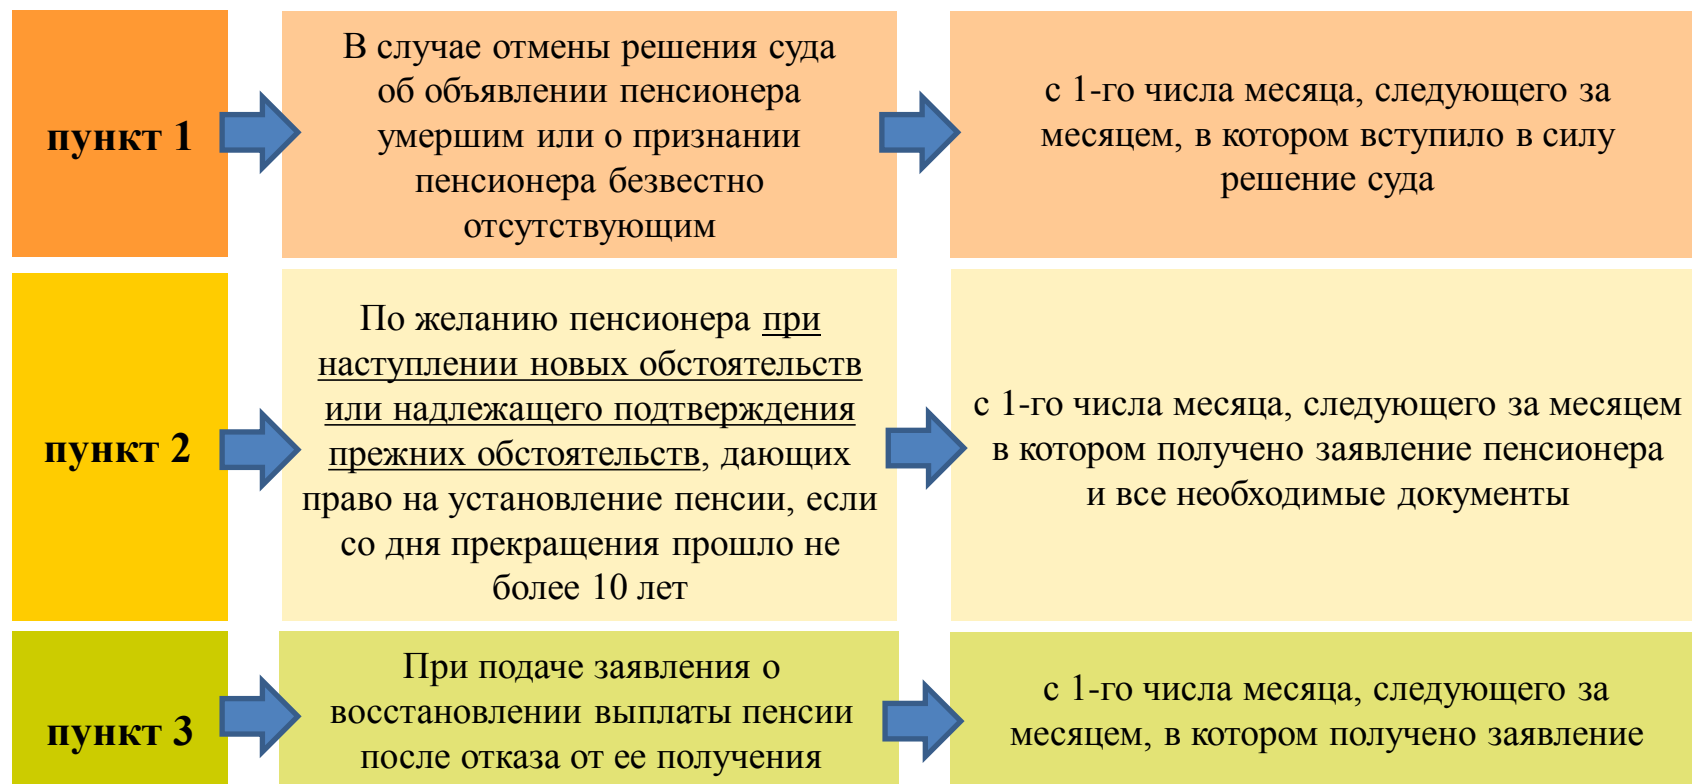 пункт 1
В случае отмены решения суда
об объявлении пенсионера
умершим или о признании
пенсионера безвестно
отсутствующим
с 1-го числа месяца, следующего за
месяцем, в котором вступило в силу
решение суда
пункт 2
По желанию пенсионера при
наступлении новых обстоятельств
или надлежащего подтверждения
прежних обстоятельств, дающих
право на установление пенсии, если
со дня прекращения прошло не
более 10 лет
с 1-го числа месяца, следующего за месяцем
в котором получено заявление пенсионера
и все необходимые документы
пункт 3
При подаче заявления о
восстановлении выплаты пенсии
после отказа от ее получения
с 1-го числа месяца, следующего за
месяцем, в котором получено заявление